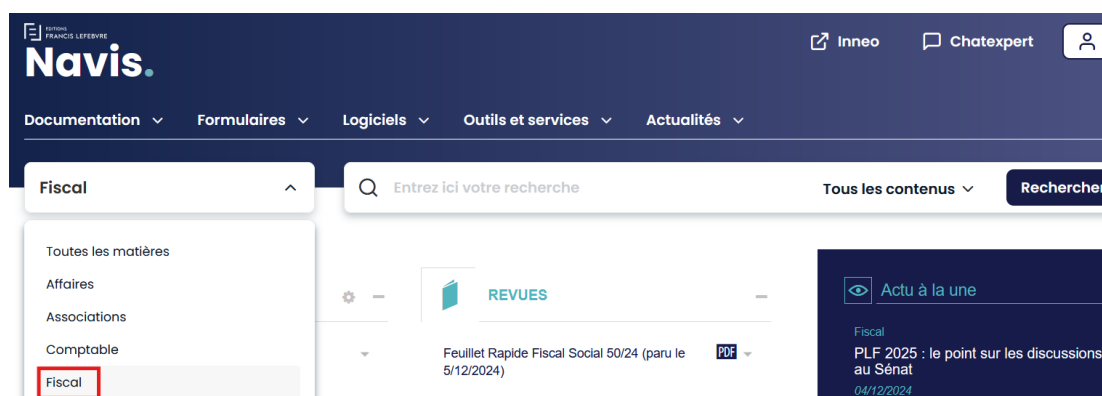 EDITIONS
FRANCIS LEFEBVRE
Navis.
Inneo
Chatexpert
Documentation
Formulaires
Logiciels
Outils et services
Actualités
Fiscal
Entrez ici votre recherche
Tous les contenus
Rechercher
Toutes les matières
Affaires
Associations
Comptable
Fiscal
REVUES
Feuillet Rapide Fiscal Social 50/24 (paru le
5/12/2024)
PDF
Actu à la une
Fiscal
PLF 2025 : le point sur les discussions
au Sénat
04/12/2024